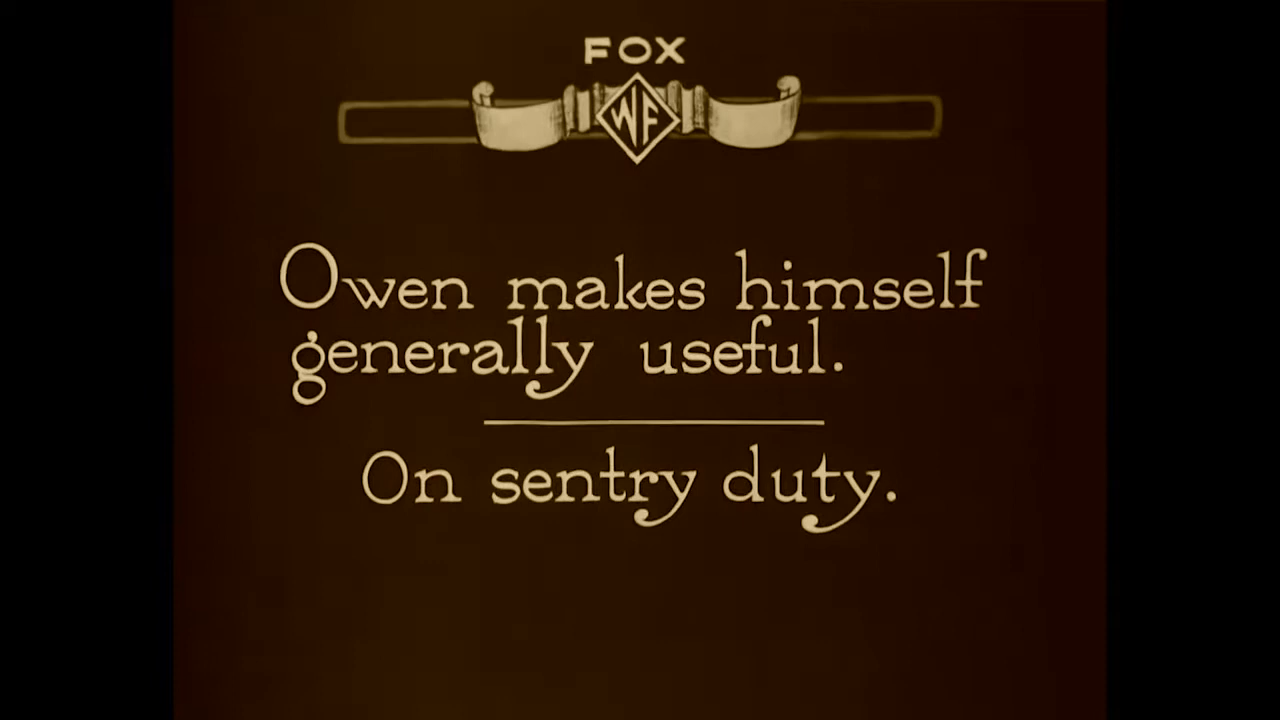 FOX
WF
Owen makes himself
generally useful.
On sentry duty.